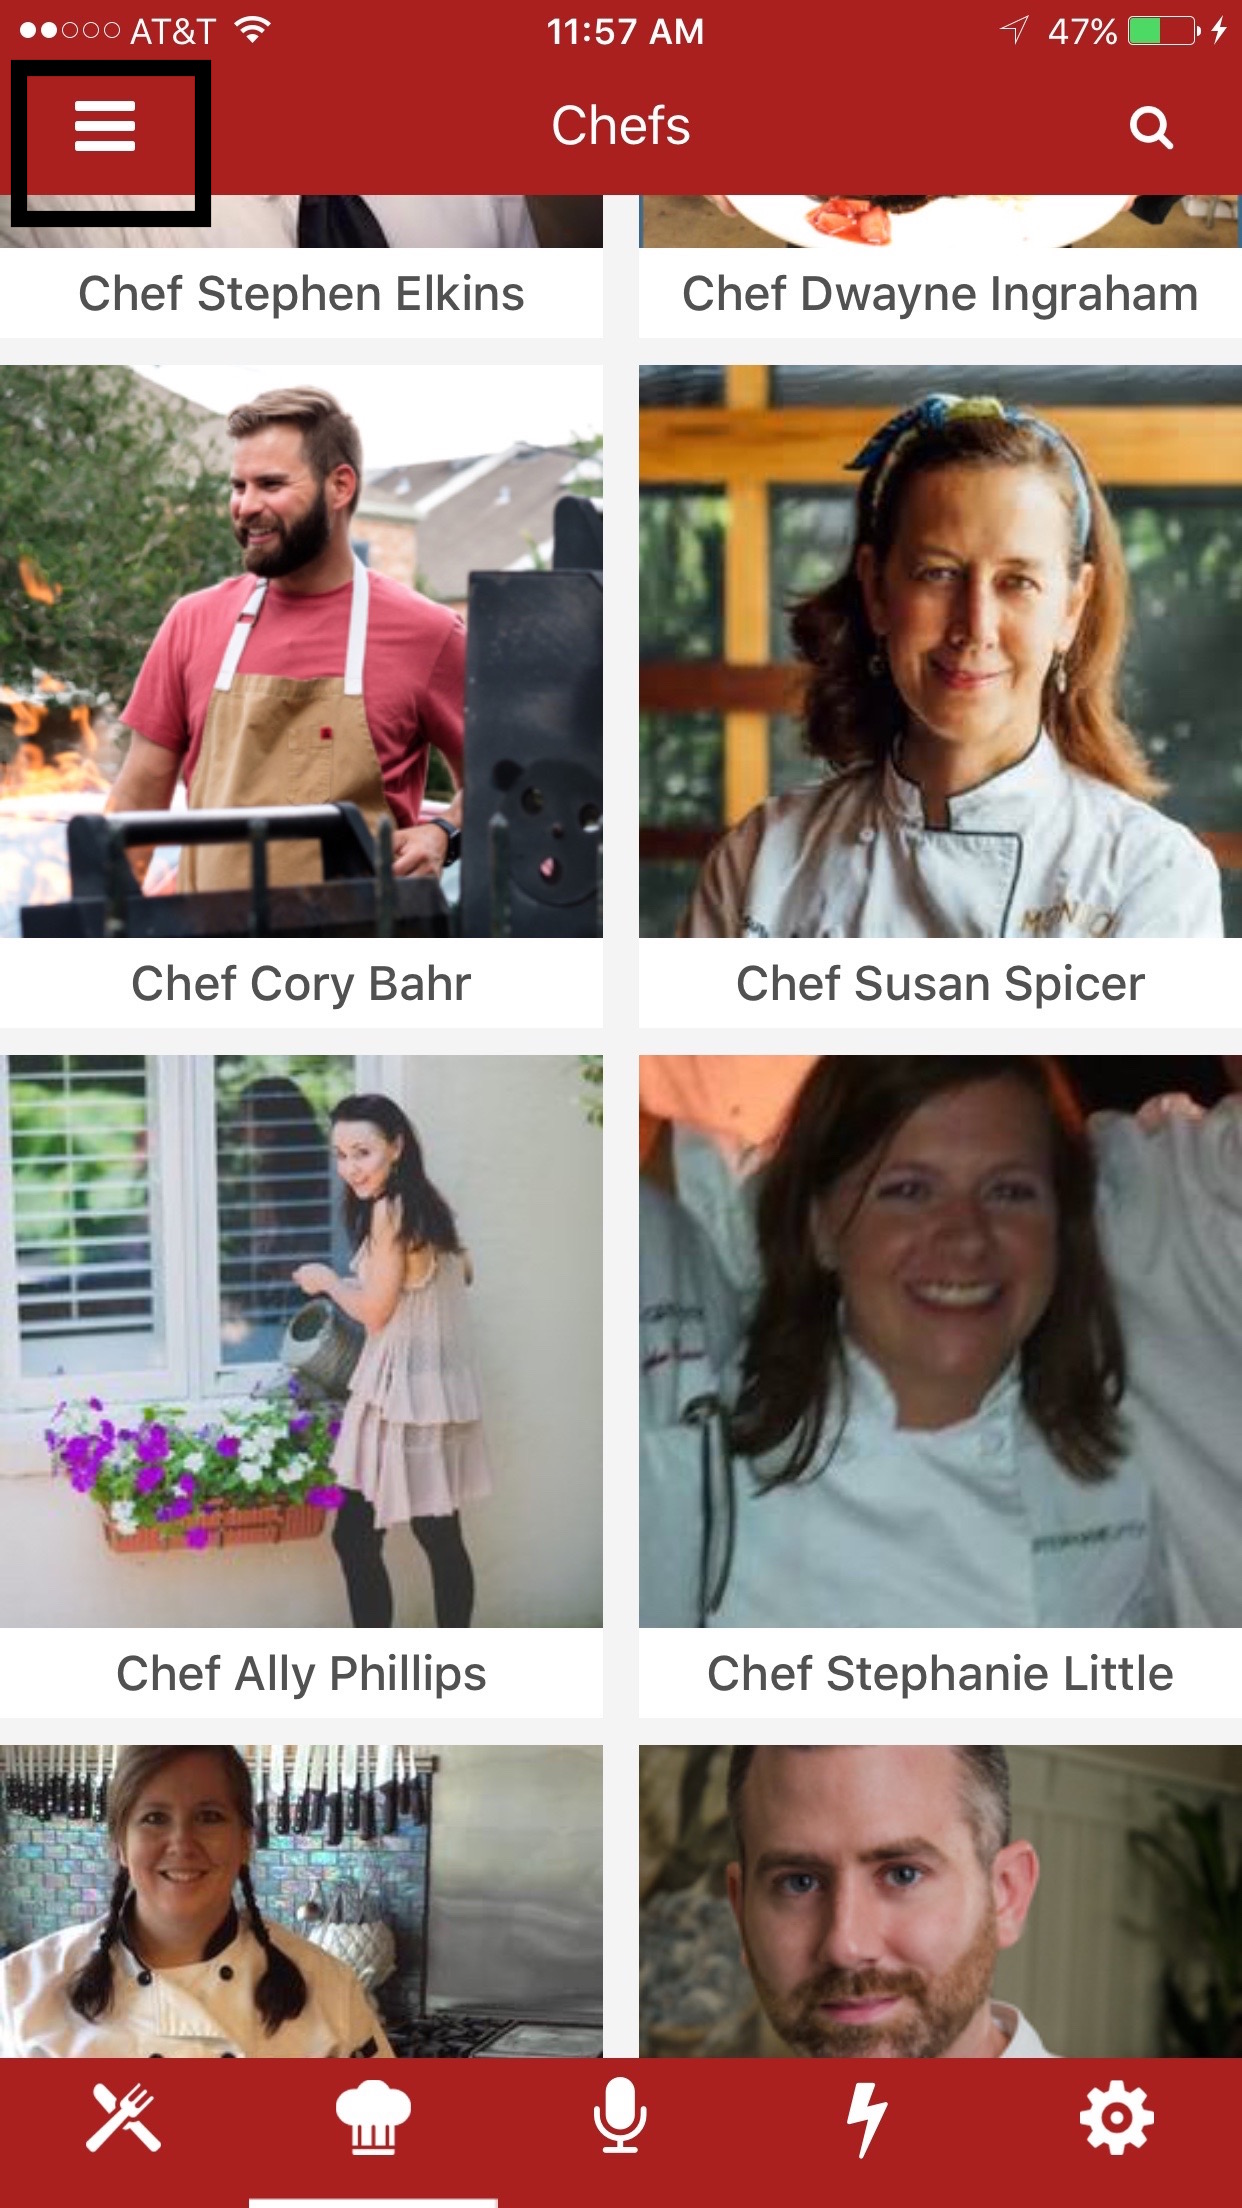 AT&T 11:57 AM 47%
Chefs
Chef Stephen Elkins
Chef Dwayne Ingraham
Chef Cory Bahr
Chef Susan Spicer
Chef Ally Phillips
Chef Stephanie Little